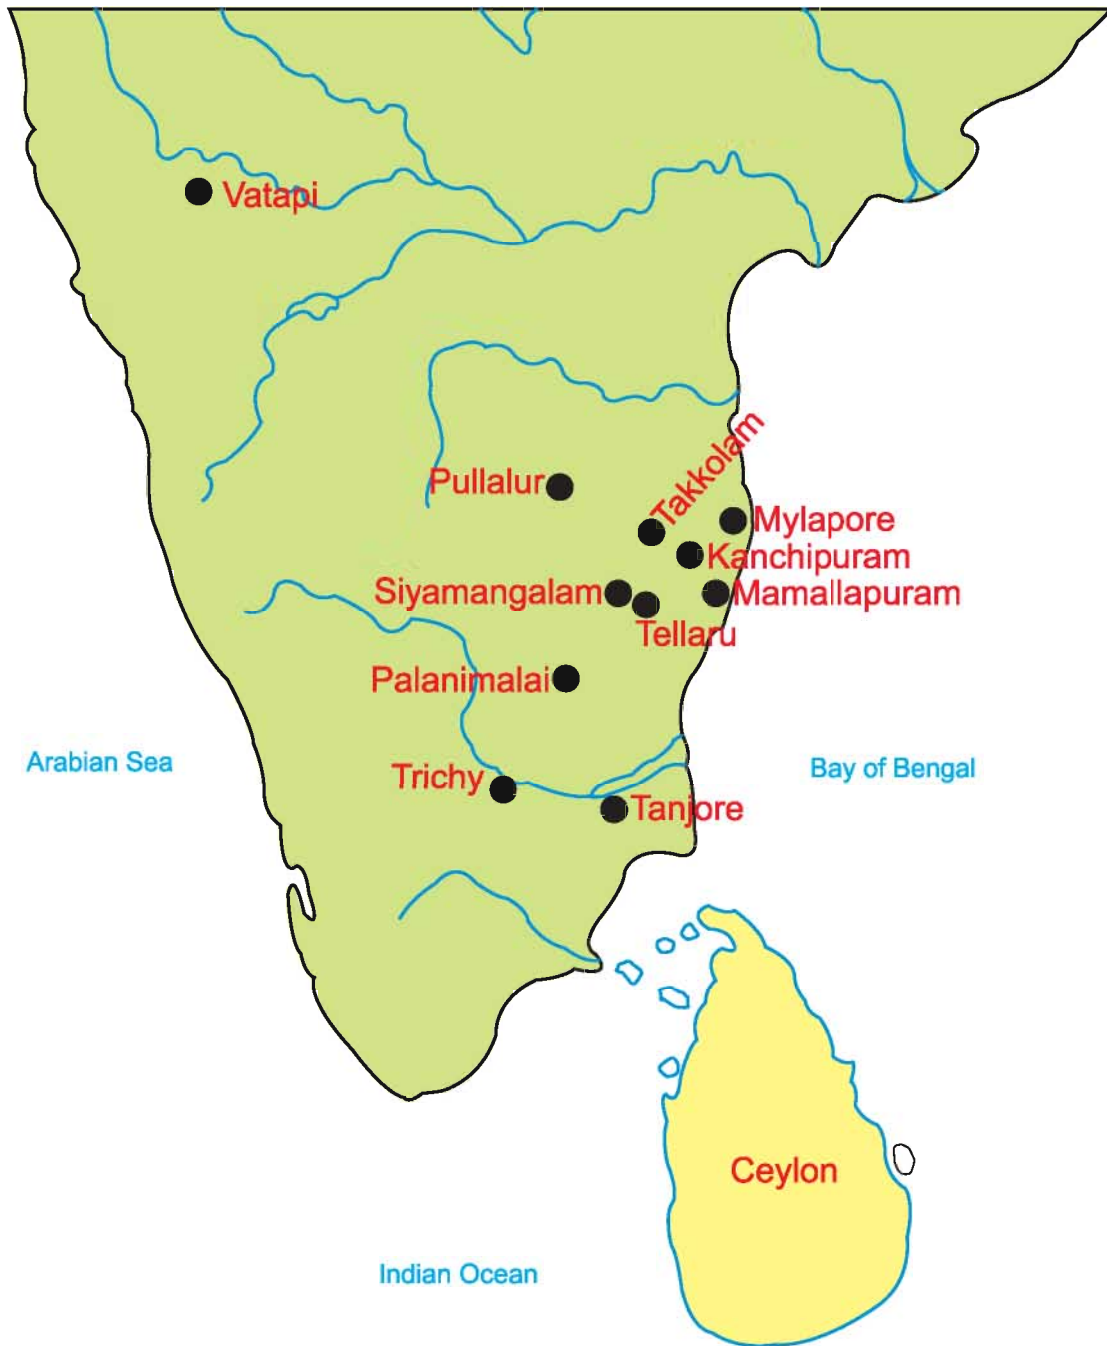 Vatapi
Takkolam
Pullalur
Mylapore
Kanchipuram
Siyamangalam
Mamallapuram
Tellaru
Palanimalai
Arabian Sea
Bay of Bengal
Trichy
Tanjore
Ceylon
Indian Ocean